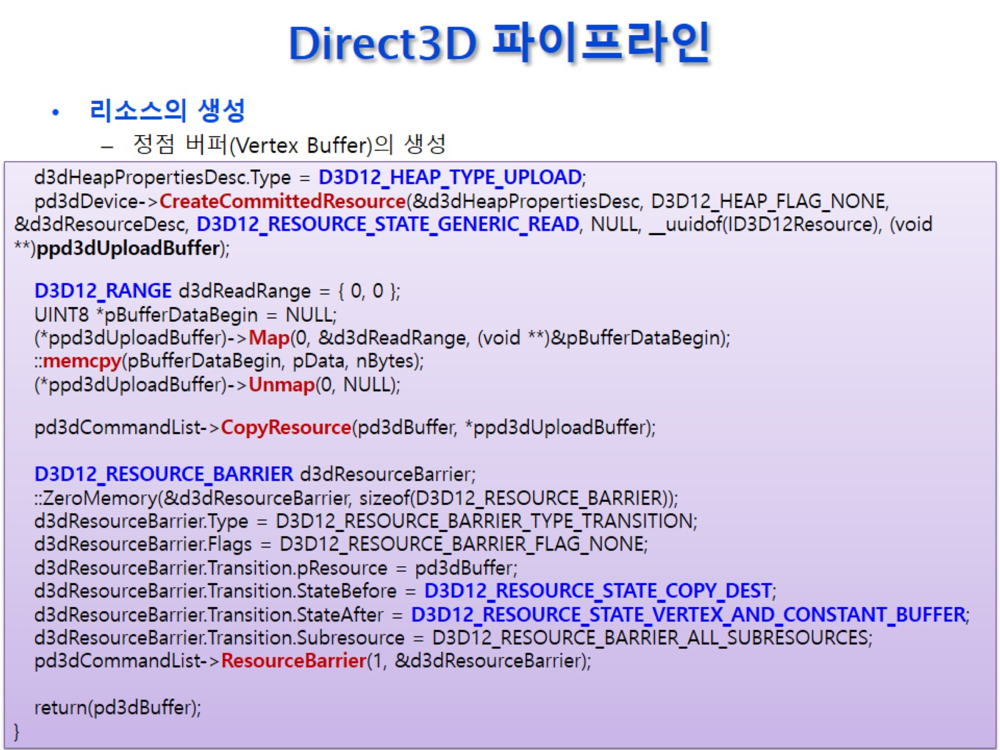 Direct3D 파이프라인
• 리소스의 생성
– 정점 버퍼(Vertex Buffer)의 생성
d3dHeapPropertiesDesc.Type = D3D12_HEAP_TYPE_UPLOAD;
pd3dDevice->CreateCommittedResource(&d3dHeapPropertiesDesc, D3D12_HEAP_FLAG_NONE,
&d3dResourceDesc, D3D12_RESOURCE_STATE_GENERIC_READ, NULL, __uuidof(ID3D12Resource), (void
**)ppd3dUploadBuffer);
D3D12_RANGE d3dReadRange = { 0, 0 };
UINT8 *pBufferDataBegin = NULL;
(*ppd3dUploadBuffer)->Map(0, &d3dReadRange, (void **)&pBufferDataBegin);
::memcpy(pBufferDataBegin, pData, nBytes);
(*ppd3dUploadBuffer)->Unmap(0, NULL);
pd3dCommandList->CopyResource(pd3dBuffer, *ppd3dUploadBuffer);
D3D12_RESOURCE_BARRIER d3dResourceBarrier;
::ZeroMemory(&d3dResourceBarrier, sizeof(D3D12_RESOURCE_BARRIER));
d3dResourceBarrier.Type = D3D12_RESOURCE_BARRIER_TYPE_TRANSITION;
d3dResourceBarrier.Flags = D3D12_RESOURCE_BARRIER_FLAG_NONE;
d3dResourceBarrier.Transition.pResource = pd3dBuffer;
d3dResourceBarrier.Transition.StateBefore = D3D12_RESOURCE_STATE_COPY_DEST;
d3dResourceBarrier.Transition.StateAfter = D3D12_RESOURCE_STATE_VERTEX_AND_CONSTANT_BUFFER;
d3dResourceBarrier.Transition.Subresource = D3D12_RESOURCE_BARRIER_ALL_SUBRESOURCES;
pd3dCommandList->ResourceBarrier(1, &d3dResourceBarrier);
return(pd3dBuffer);
}